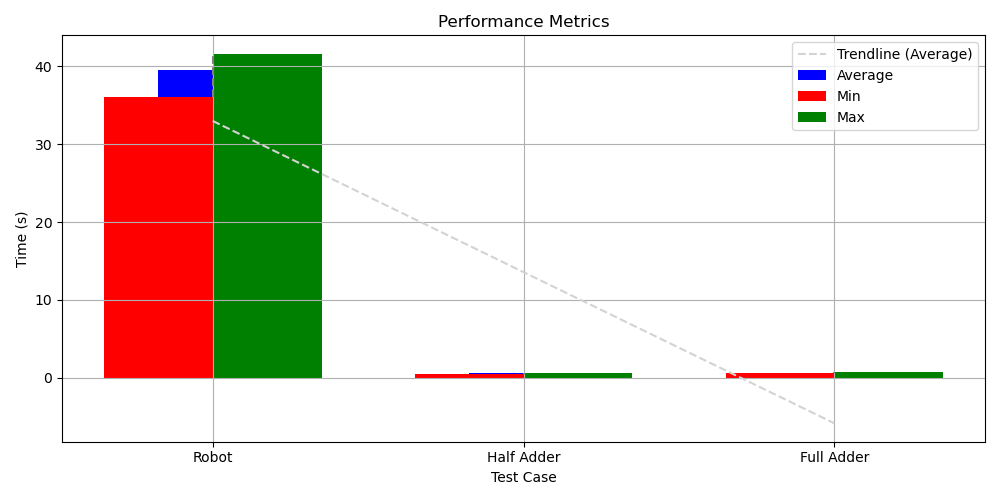 Performance Metrics
Trendline (Average)
Average
Min
Max
Time (s)
40
30
20
10
0
Robot
Half Adder
Full Adder
Test Case